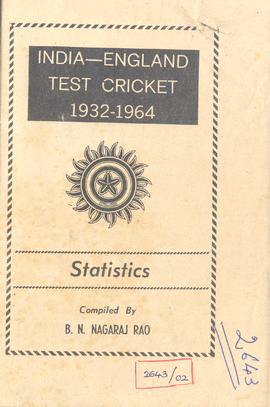 INDIA—ENGLAND
TEST CRICKET
1932-1964
Statistics
Compiled By
B. N. NAGARAJ RAO
2643/02
2643